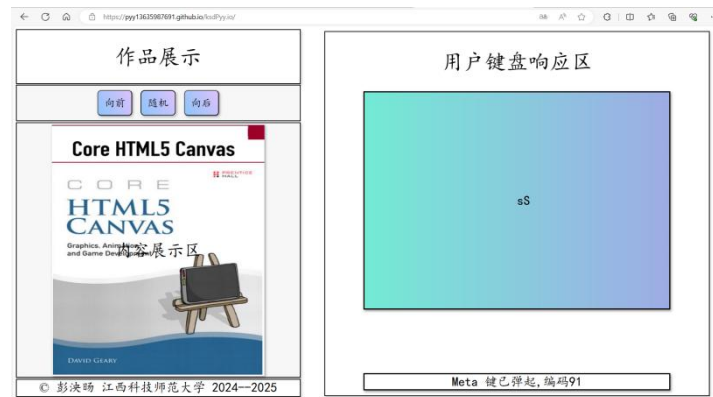 https://pyy13635987691.github.io/lodPyy.io/
作品展示
向前 随机 向后
Core HTML5 Canvas
PRENTICE HALL
CORE
HTML5
CANVAS
Graphics, Animation,
and Game Development
内容展示区
DAVID GEARY
© 彭泱旸 江西科技师范大学 2024--2025
用户键盘响应区
sS
Meta 键已弹起,编码91